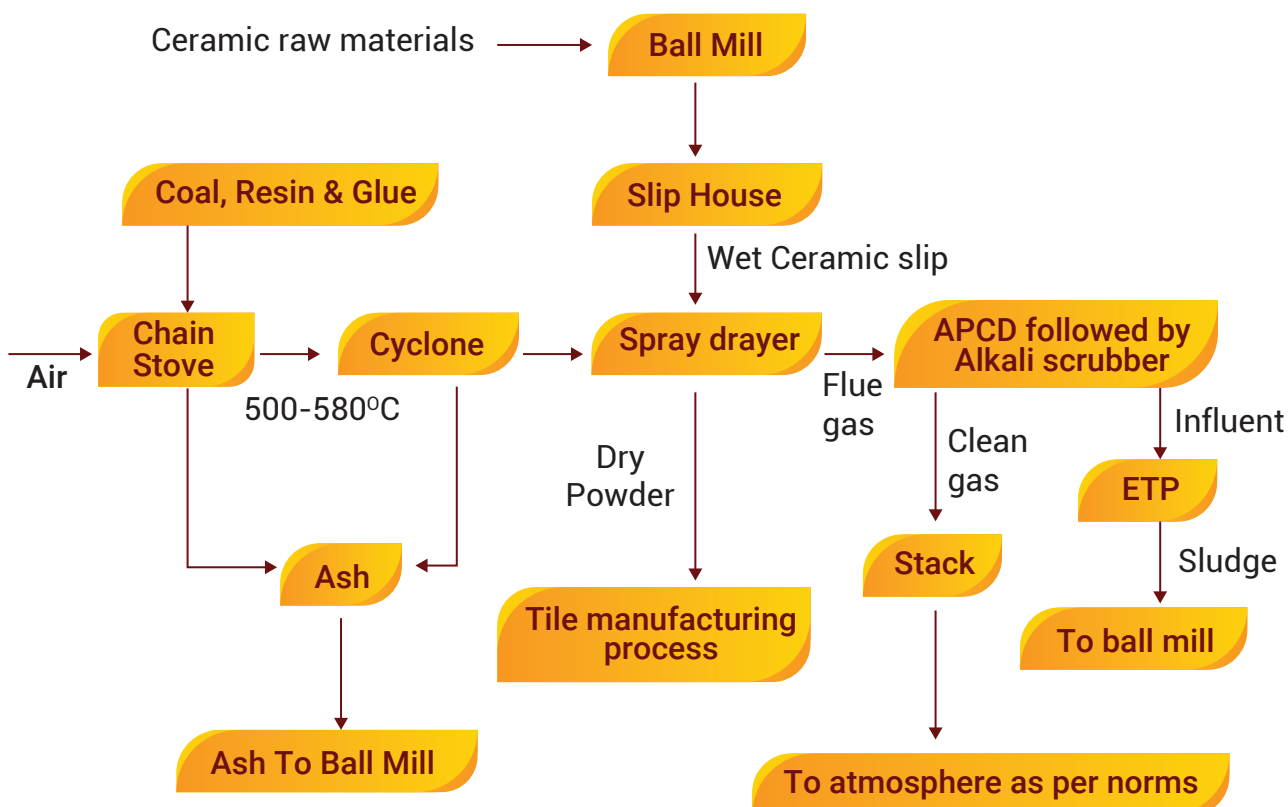 Ceramic raw materials
Ball Mill
Coal, Resin & Glue
Slip House
Wet Ceramic slip
Air
Chain
Stove
500-580⁰C
Cyclone
Spray drayer
Flue
gas
APCD followed by
Alkali scrubber
Influent
Clean
gas
Dry
Powder
ETP
Ash
Stack
Sludge
Tile manufacturing
process
To ball mill
Ash To Ball Mill
To atmosphere as per norms